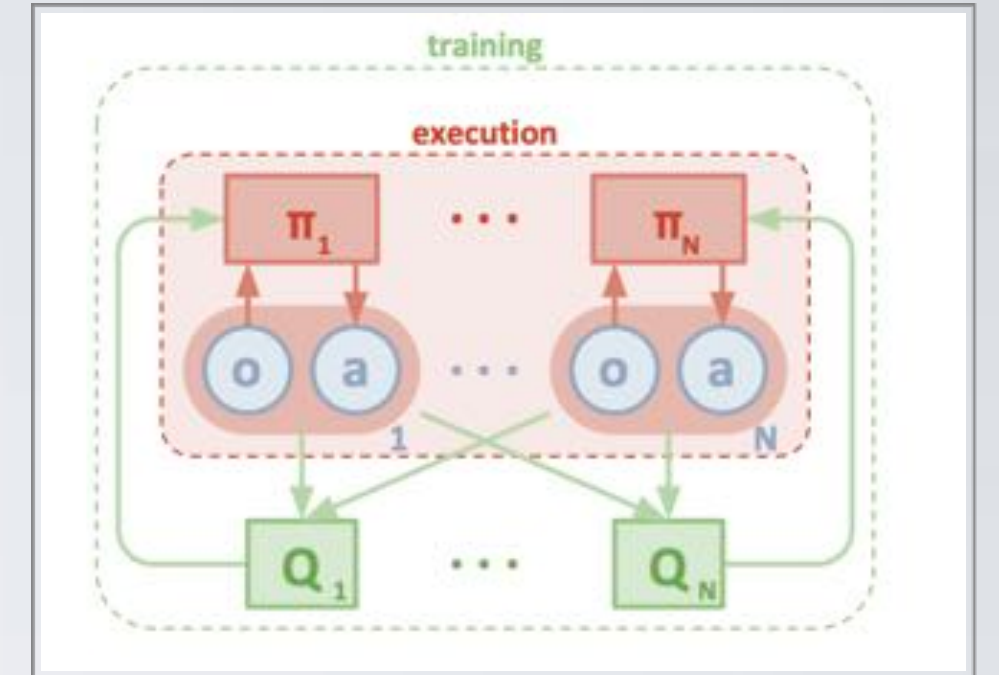 training
execution
π1 ... πN
o a ... o a
1 N
Q1 ... QN